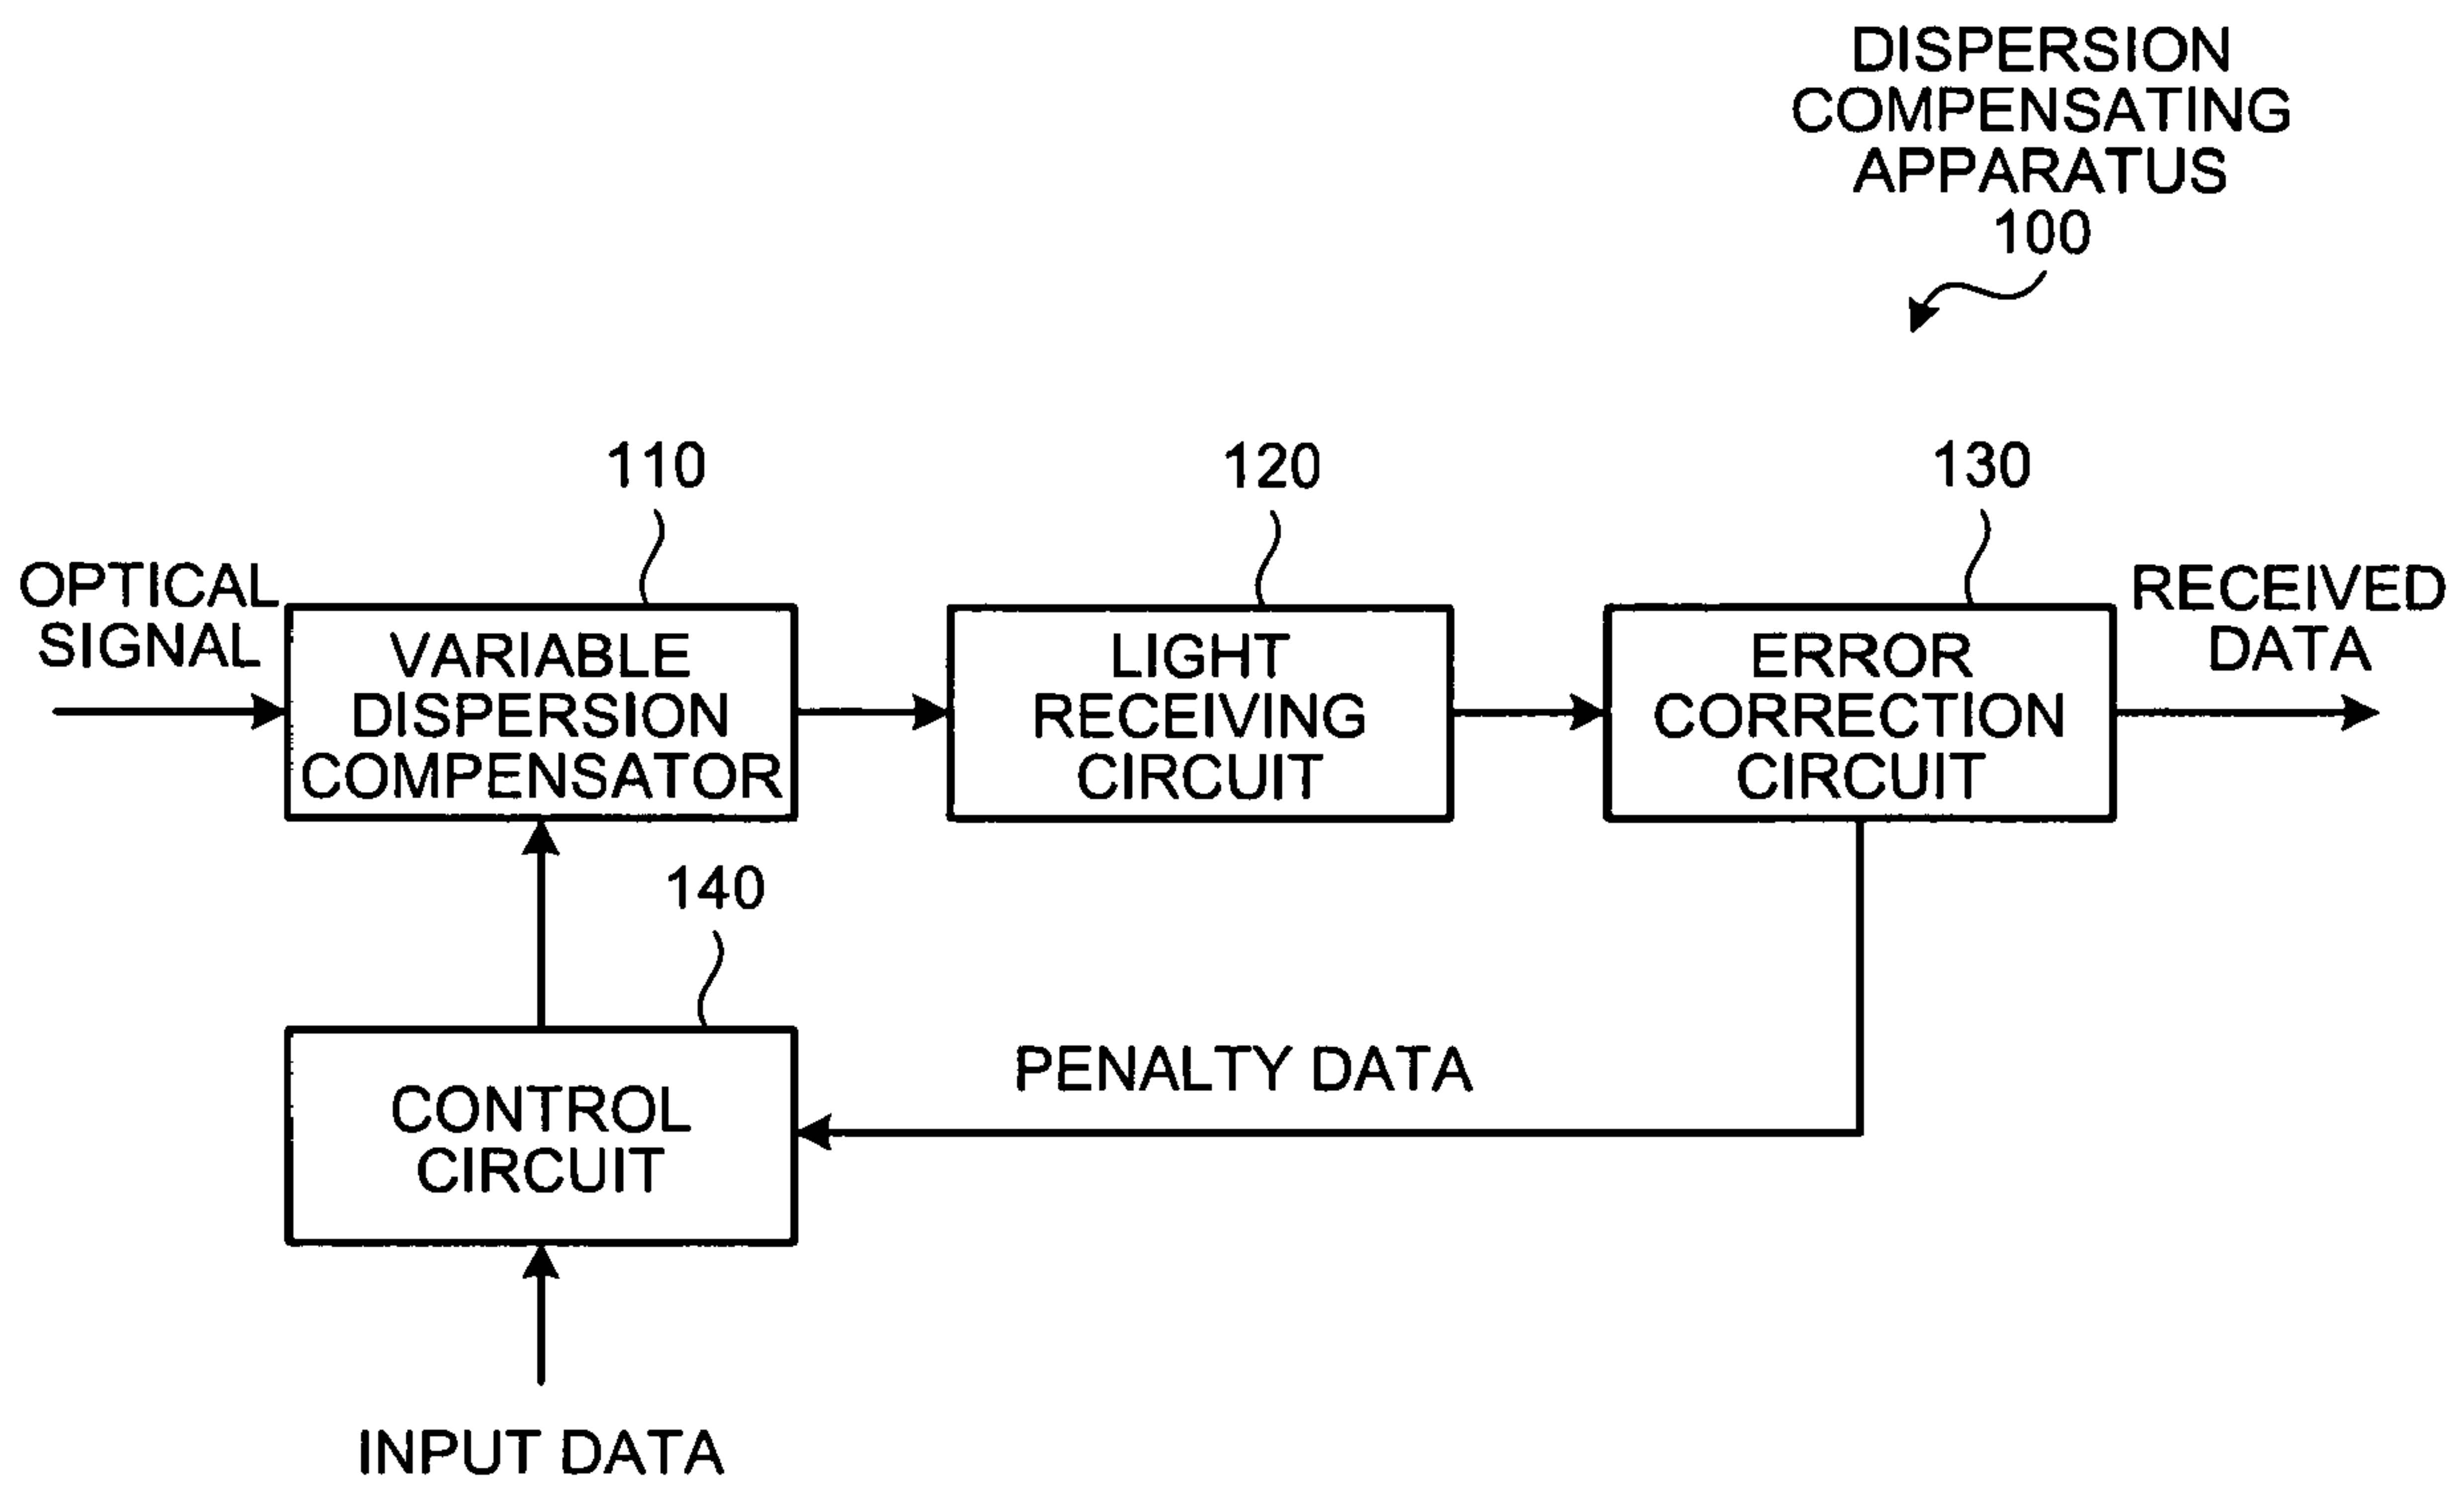 DISPERSION
COMPENSATING
APPARATUS
100
110
120
130
OPTICAL
SIGNAL
VARIABLE
DISPERSION
COMPENSATOR
LIGHT
RECEIVING
CIRCUIT
ERROR
CORRECTION
CIRCUIT
RECEIVED
DATA
140
CONTROL
CIRCUIT
PENALTY DATA
INPUT DATA